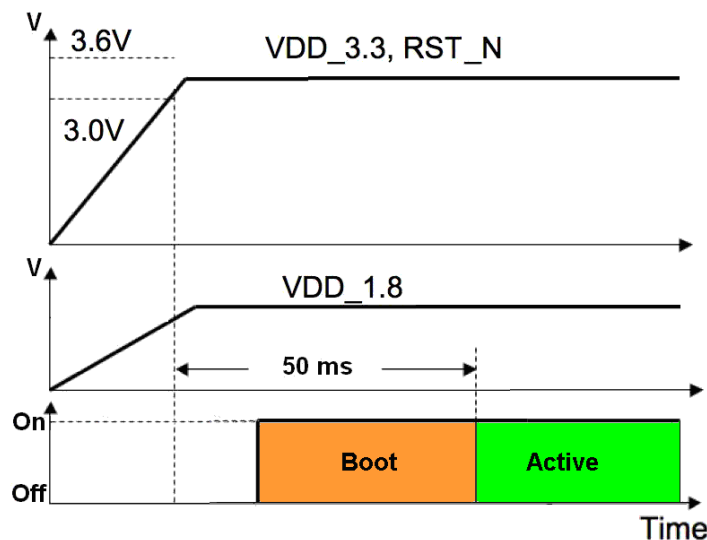 V
3.6V
VDD_3.3, RST_N
3.0V
V
VDD_1.8
50 ms
On
Boot
Active
Off
Time